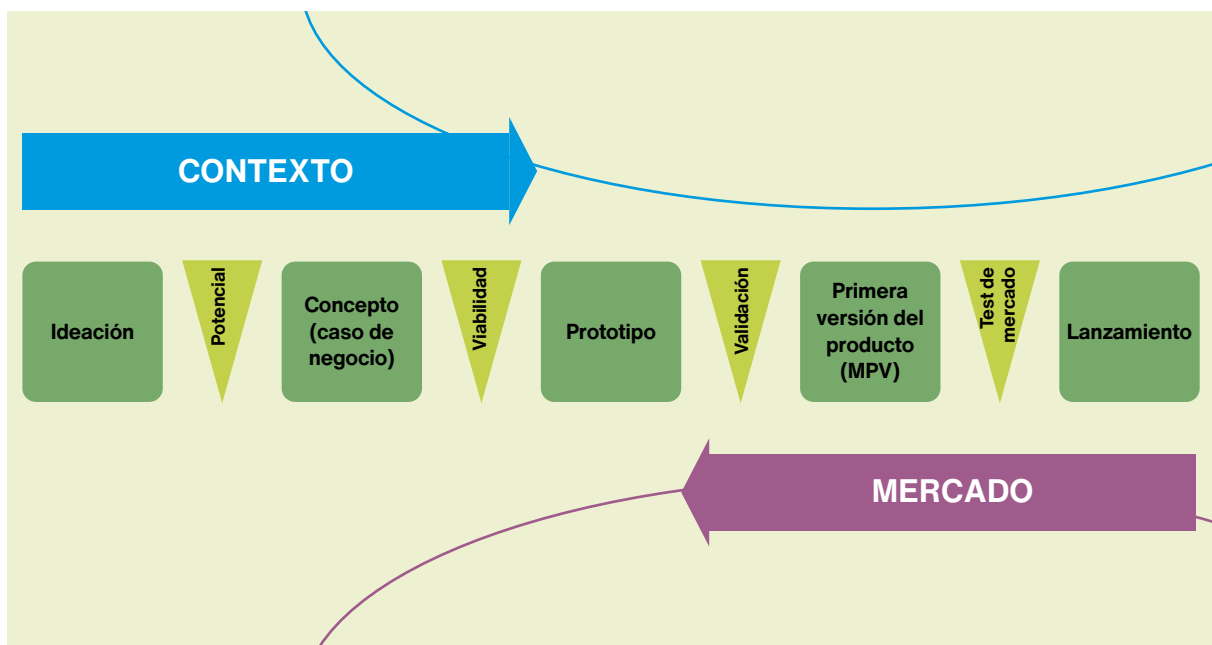 CONTEXTO
Ideación
Potencial
Concepto
(caso de
negocio)
Viabilidad
Prototipo
Validación
Primera
versión del
producto
(MPV)
Test de
mercado
Lanzamiento
MERCADO